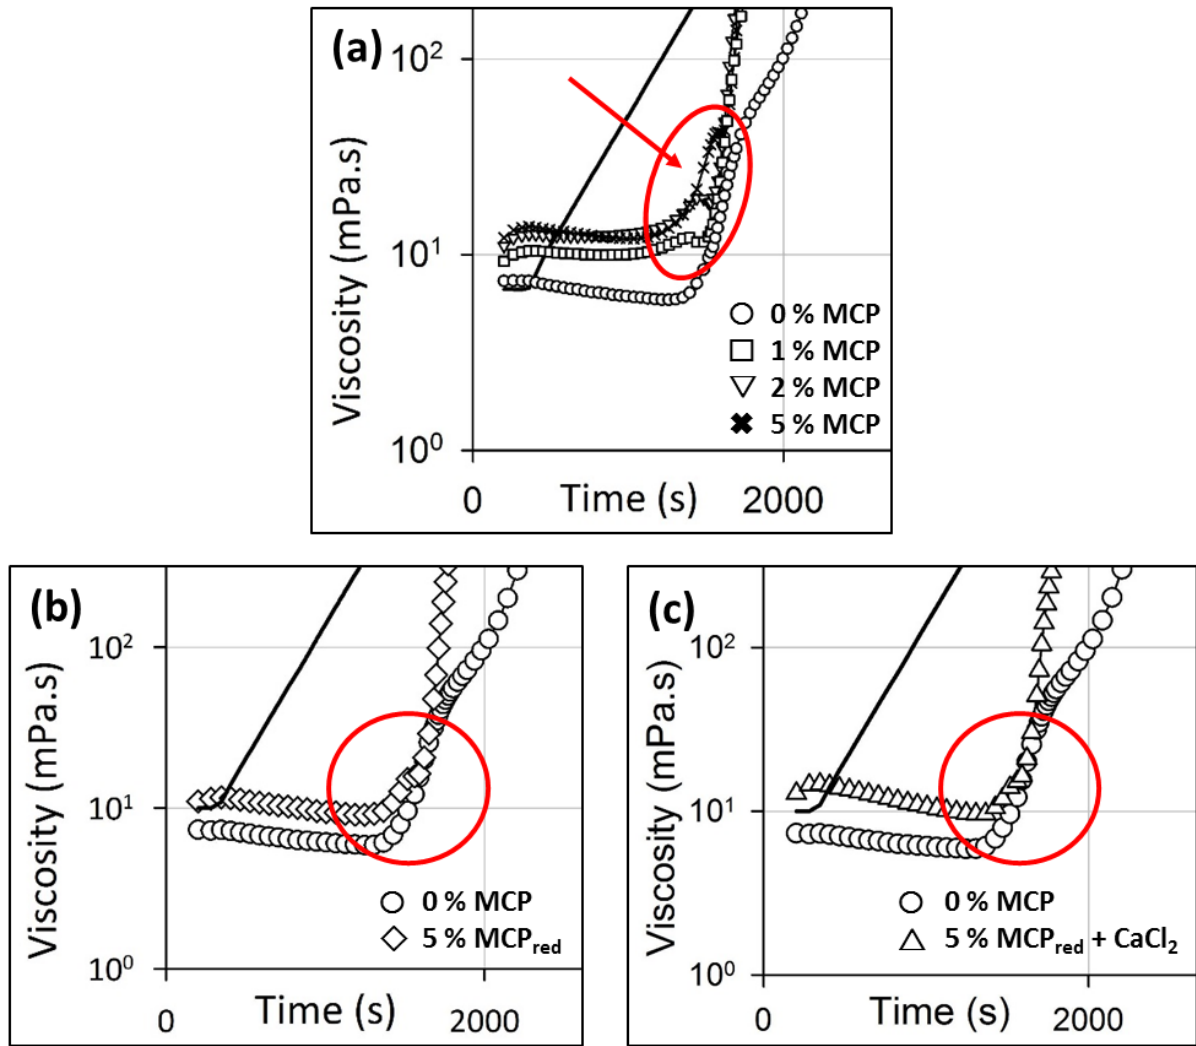 (a)
10²
10¹
10⁰
Viscosity (mPa.s)
0 % MCP
1 % MCP
2 % MCP
5 % MCP
0
Time (s)
2000
(b)
10²
10¹
10⁰
Viscosity (mPa.s)
0 % MCP
5 % MCPred
0
Time (s)
2000
(c)
10²
10¹
10⁰
Viscosity (mPa.s)
0 % MCP
5 % MCPred + CaCl₂
0
Time (s)
2000